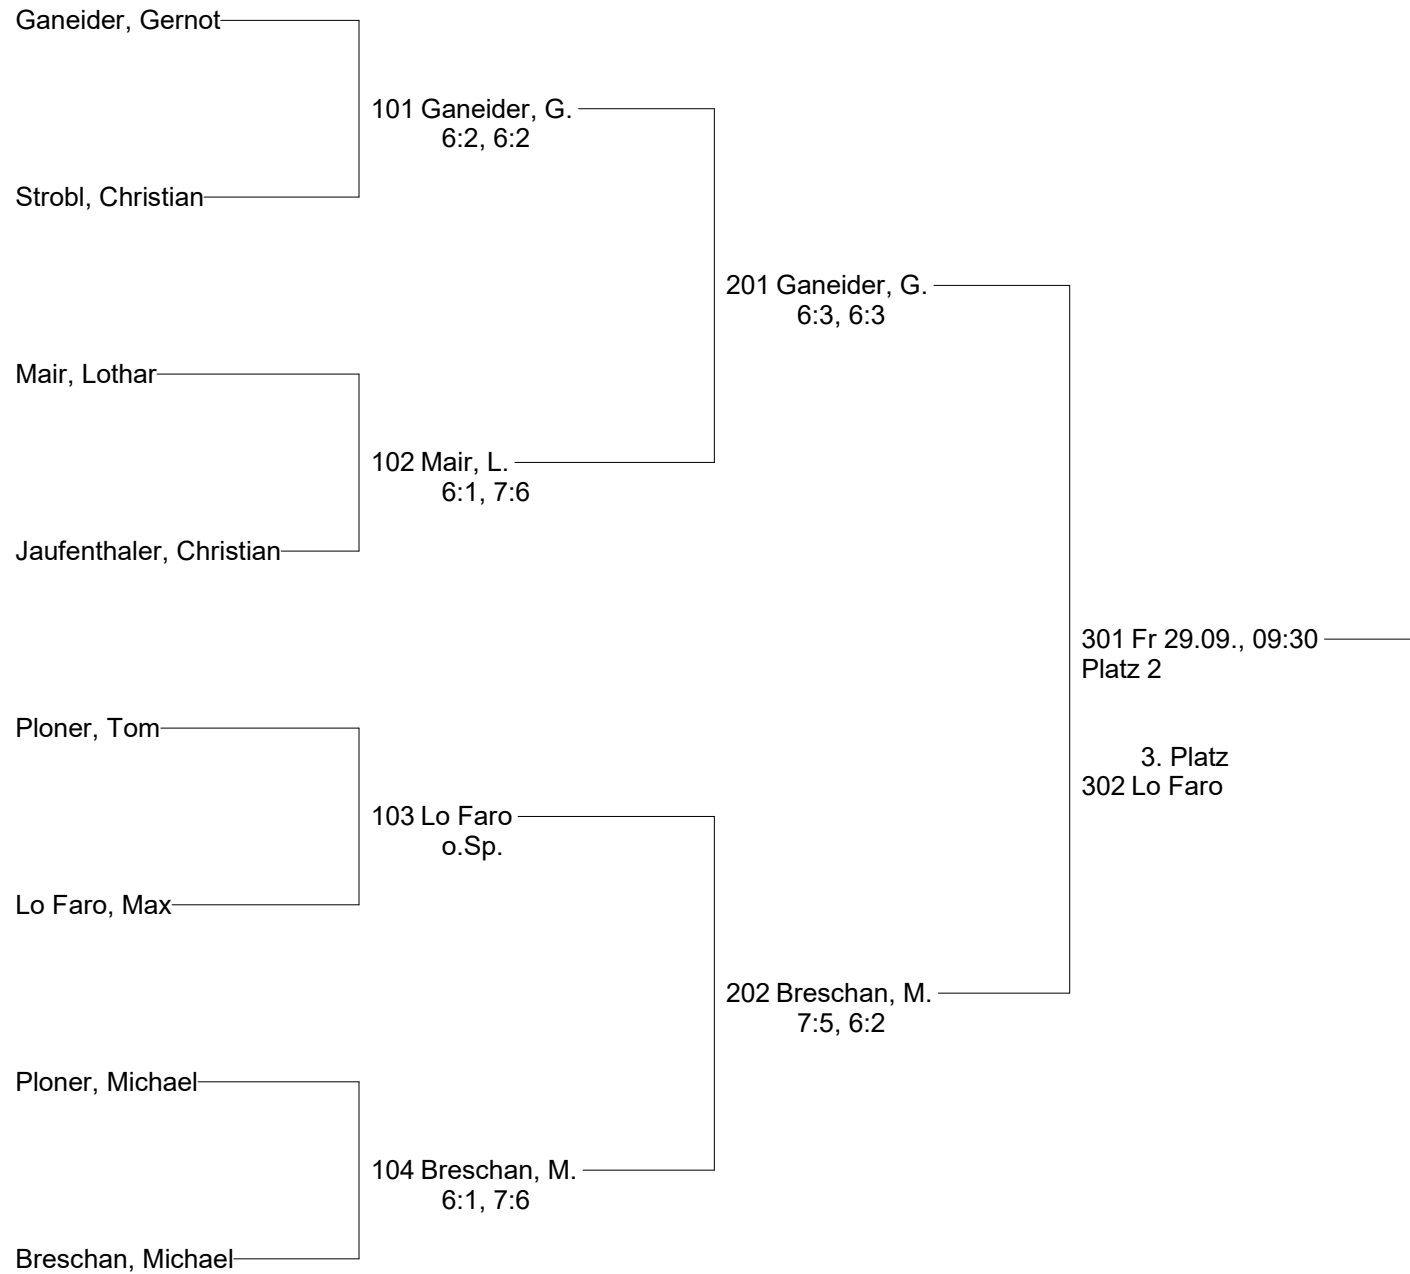 Ganeider, Gernot
101 Ganeider, G.
6:2, 6:2
Strobl, Christian
201 Ganeider, G.
6:3, 6:3
Mair, Lothar
102 Mair, L.
6:1, 7:6
Jaufenthaler, Christian
301 Fr 29.09., 09:30
Platz 2
Ploner, Tom
3. Platz
302 Lo Faro
103 Lo Faro
o.Sp.
Lo Faro, Max
202 Breschan, M.
7:5, 6:2
Ploner, Michael
104 Breschan, M.
6:1, 7:6
Breschan, Michael